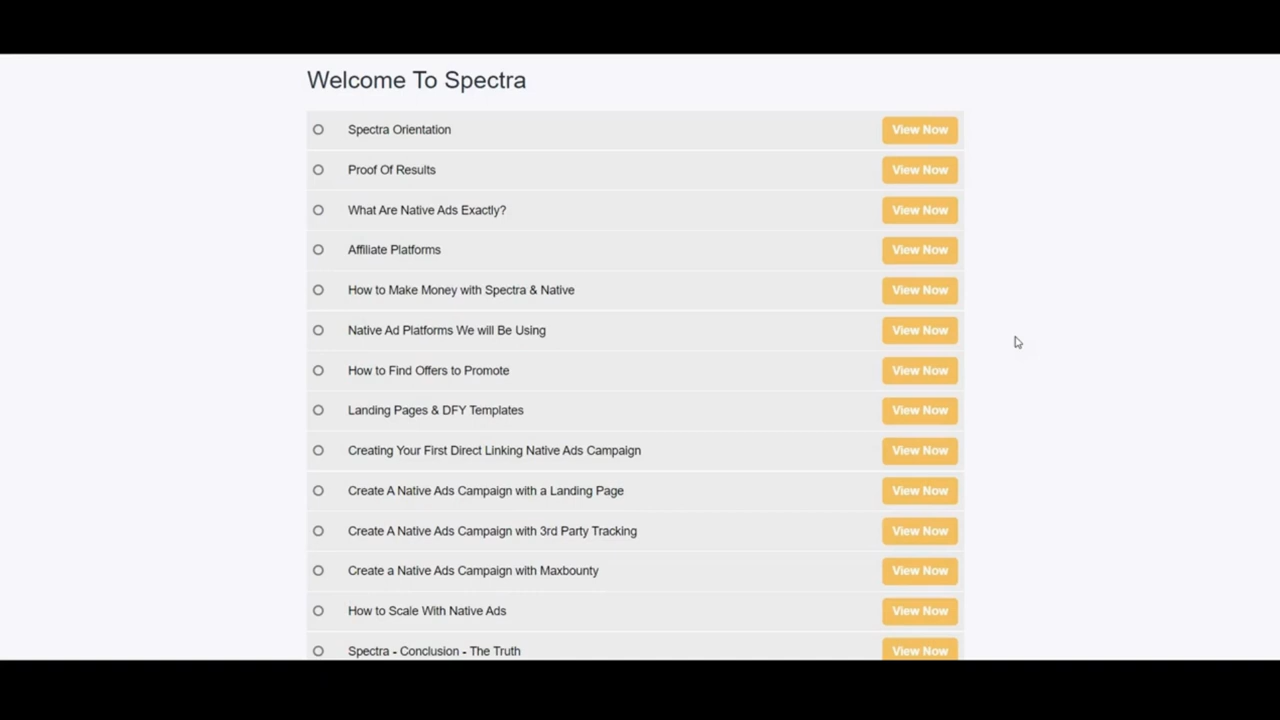 Welcome To Spectra
Spectra Orientation View Now
Proof Of Results View Now
What Are Native Ads Exactly? View Now
Affiliate Platforms View Now
How to Make Money with Spectra & Native View Now
Native Ad Platforms We will Be Using View Now
How to Find Offers to Promote View Now
Landing Pages & DFY Templates View Now
Creating Your First Direct Linking Native Ads Campaign View Now
Create A Native Ads Campaign with a Landing Page View Now
Create A Native Ads Campaign with 3rd Party Tracking View Now
Create a Native Ads Campaign with Maxbounty View Now
How to Scale With Native Ads View Now
Spectra - Conclusion - The Truth View Now